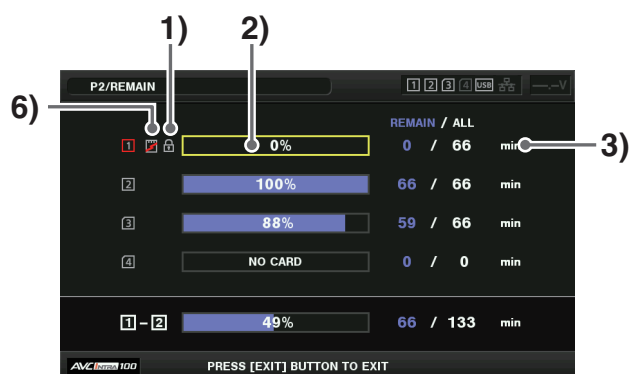 1) 2)
P2/REMAIN 1 2 3 4 USB —.–V
6)
REMAIN / ALL
1 0% 0 / 66 min 3)
2 100% 66 / 66 min
3 88% 59 / 66 min
4 NO CARD 0 / 0 min
1 – 2 49% 66 / 133 min
AVC INTRA 100 PRESS [EXIT] BUTTON TO EXIT